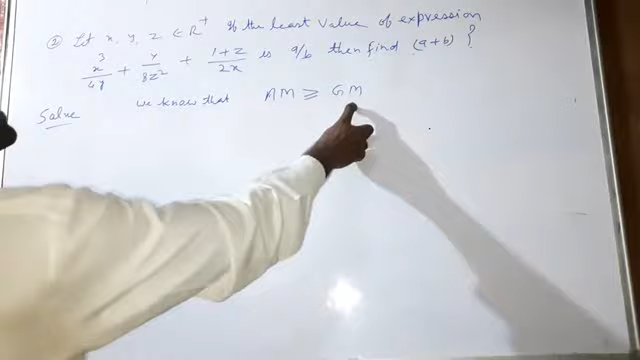 ② Let x, y, z ∈ R⁺ If the least value of expression
x³/4y + y/8z² + 1+z/2x is a/b then find (a+b) ?
Solve we know that AM ≥ GM